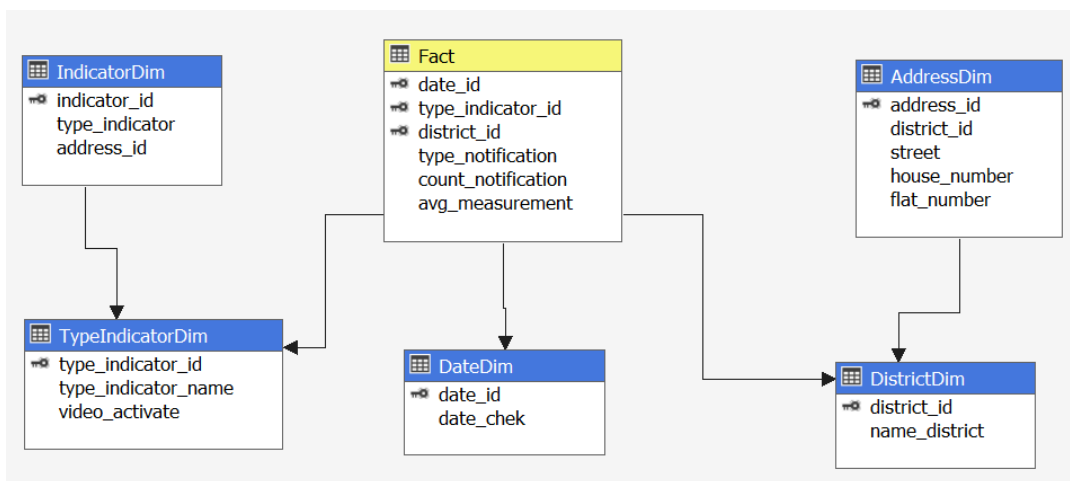 IndicatorDim
indicator_id
type_indicator
address_id
Fact
date_id
type_indicator_id
district_id
type_notification
count_notification
avg_measurement
AddressDim
address_id
district_id
street
house_number
flat_number
TypeIndicatorDim
type_indicator_id
type_indicator_name
video_activate
DateDim
date_id
date_chek
DistrictDim
district_id
name_district